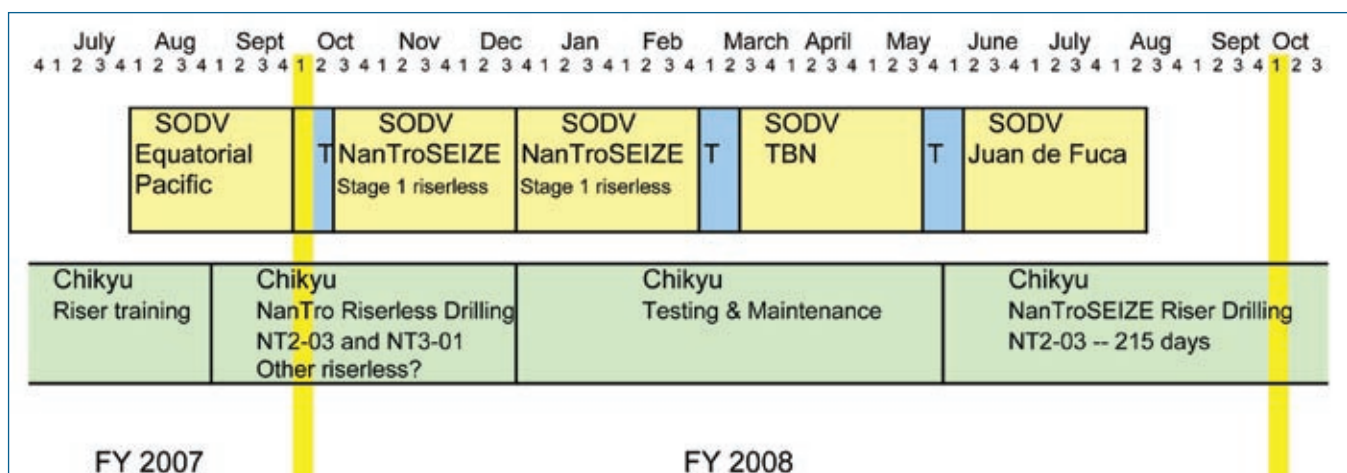 July Aug Sept Oct Nov Dec Jan Feb March April May June July Aug Sept Oct
4 1 2 3 4 1 2 3 4 1 2 3 4 1 2 3 4 1 2 3 4 1 2 3 4 1 2 3 4 1 2 3 4 1 2 3 4 1 2 3 4 1 2 3 4 1 2 3 4 1 2 3 4 1 2 3 4 1 2 3 4 1 2 3
SODV
Equatorial
Pacific
T
SODV
NanTroSEIZE
Stage 1 riserless
SODV
NanTroSEIZE
Stage 1 riserless
T
SODV
TBN
T
SODV
Juan de Fuca
Chikyu
Riser training
Chikyu
NanTro Riserless Drilling
NT2-03 and NT3-01
Other riserless?
Chikyu
Testing & Maintenance
Chikyu
NanTroSEIZE Riser Drilling
NT2-03 -- 215 days
FY 2007
FY 2008